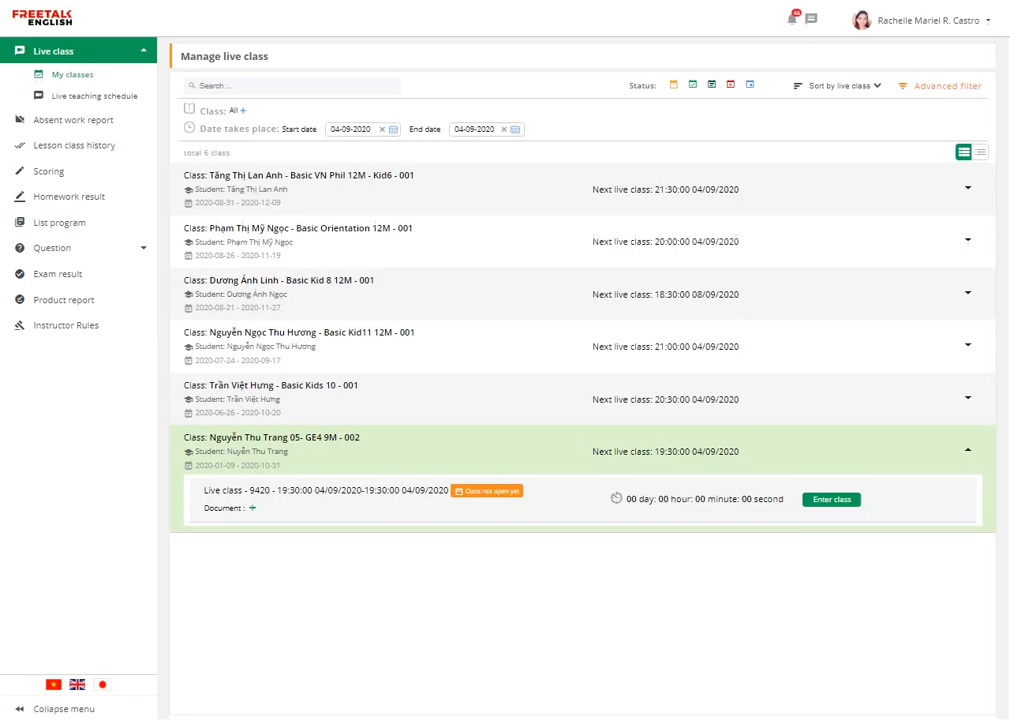 FREETALK
ENGLISH
Rachelle Mariel R. Castro
Live class
My classes
Live teaching schedule
Absent work report
Lesson class history
Scoring
Homework result
List program
Question
Exam result
Product report
Instructor Rules
Collapse menu
Manage live class
Search ...
Status:
Sort by live class
Advanced filter
Class: All +
Date takes place: Start date 04-09-2020 × End date 04-09-2020 ×
total 6 class
Class: Tăng Thị Lan Anh - Basic VN Phil 12M - Kid6 - 001
Student: Tăng Thị Lan Anh
2020-08-31 - 2020-12-09
Next live class: 21:30:00 04/09/2020
Class: Phạm Thị Mỹ Ngọc - Basic Orientation 12M - 001
Student: Phạm Thị Mỹ Ngọc
2020-08-26 - 2020-11-19
Next live class: 20:00:00 04/09/2020
Class: Dương Ánh Linh - Basic Kid 8 12M - 001
Student: Dương Ánh Ngọc
2020-08-21 - 2020-11-27
Next live class: 18:30:00 08/09/2020
Class: Nguyễn Ngọc Thu Hương - Basic Kid11 12M - 001
Student: Nguyễn Ngọc Thu Hương
2020-07-24 - 2020-09-17
Next live class: 21:00:00 04/09/2020
Class: Trần Việt Hưng - Basic Kids 10 - 001
Student: Trần Việt Hưng
2020-06-26 - 2020-10-20
Next live class: 20:30:00 04/09/2020
Class: Nguyễn Thu Trang 05- GE4 9M - 002
Student: Nuyễn Thu Trang
2020-01-09 - 2020-10-31
Next live class: 19:30:00 04/09/2020
Live class - 9420 - 19:30:00 04/09/2020-19:30:00 04/09/2020 Class not open yet
Document : +
00 day: 00 hour: 00 minute: 00 second
Enter class